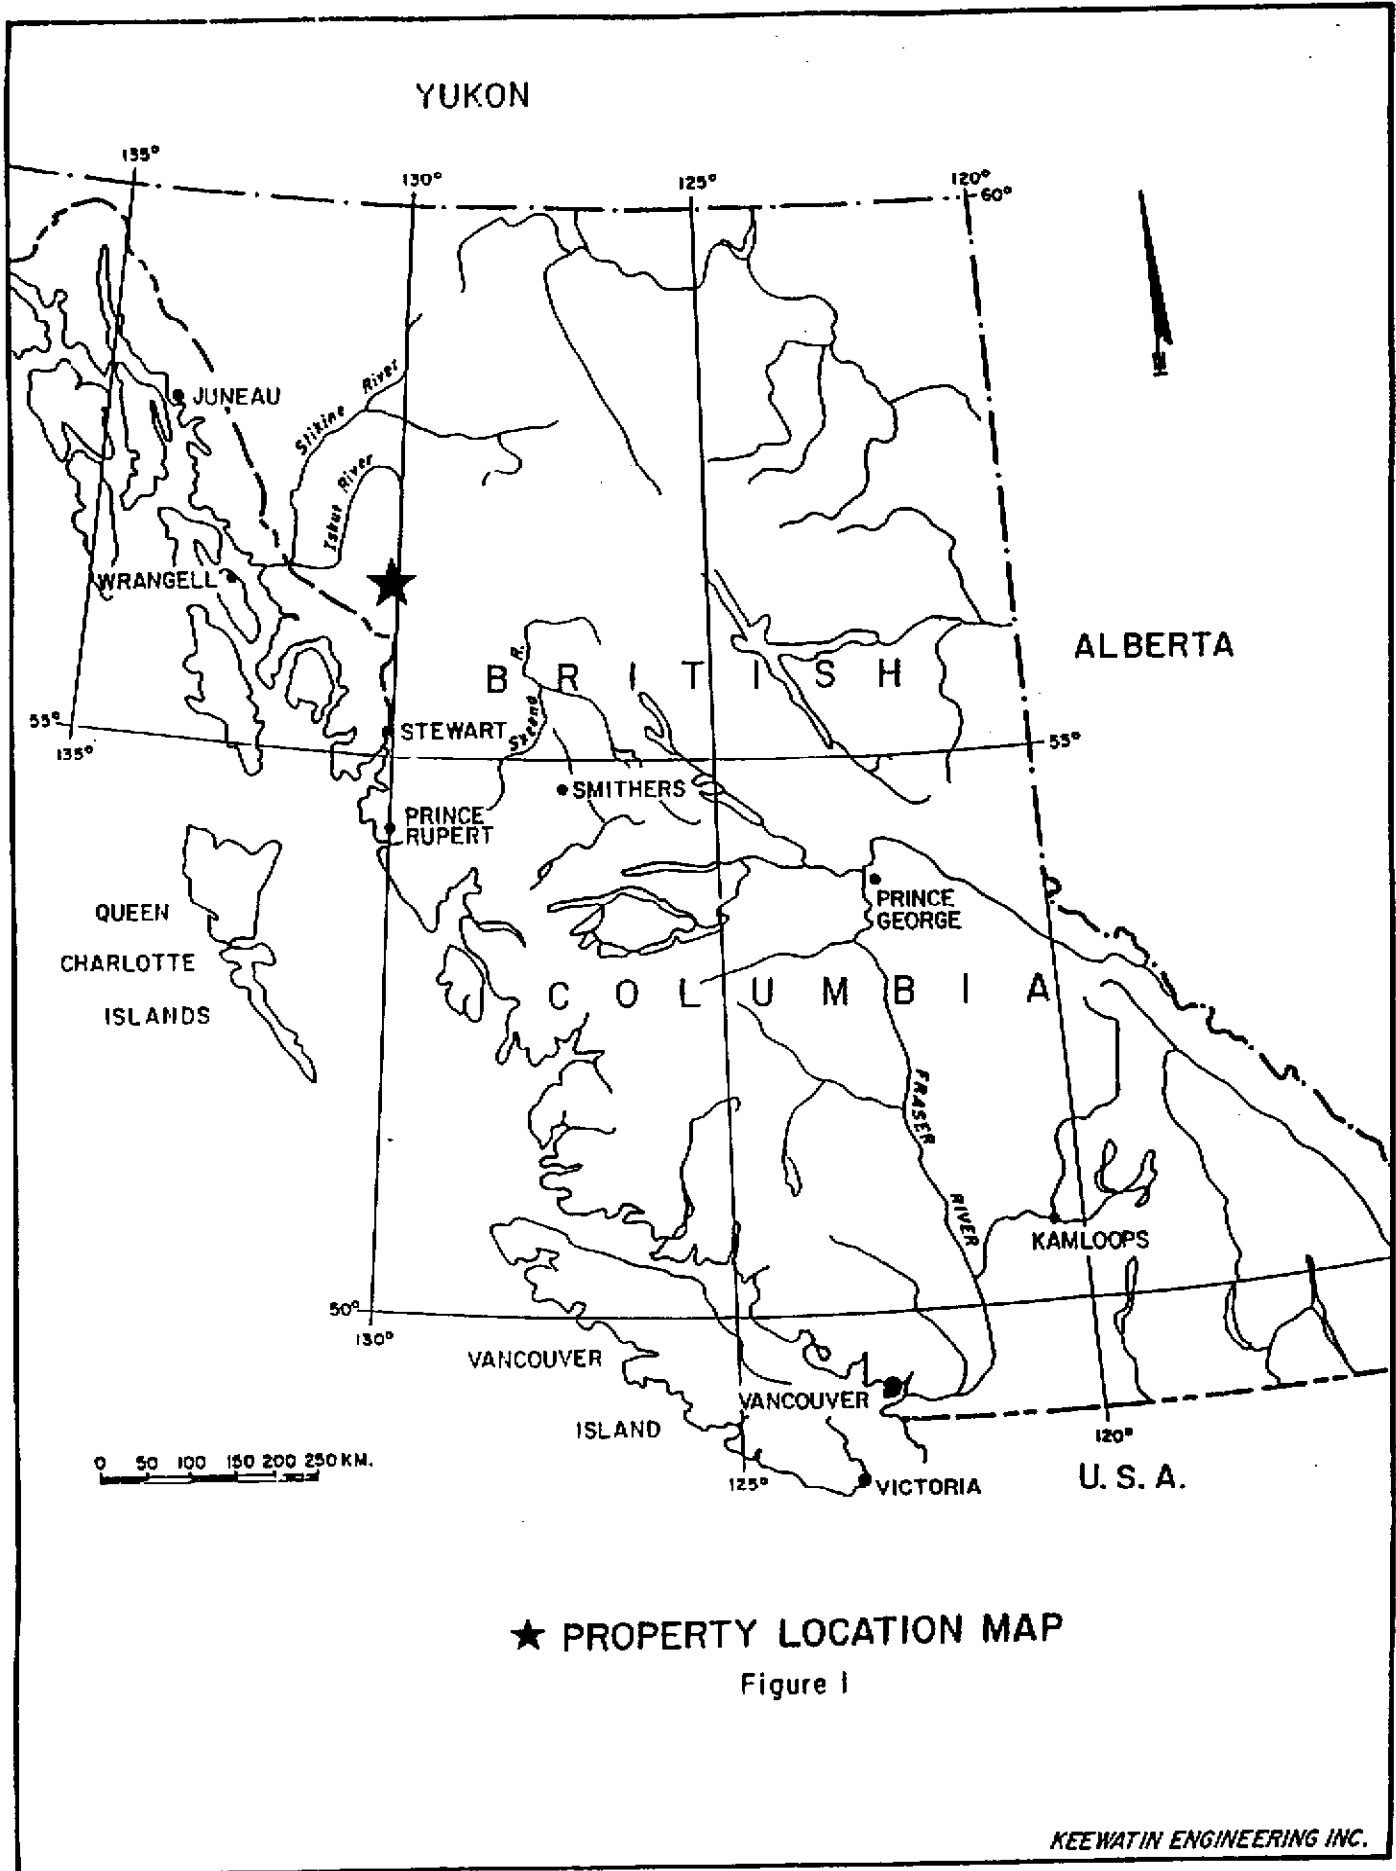 YUKON
135°
130°
125°
120°
60°
JUNEAU
Stikine River
Iskut River
WRANGELL
ALBERTA
BRITISH
Skeena R.
55°
135°
STEWART
55°
SMITHERS
PRINCE
RUPERT
PRINCE
GEORGE
QUEEN
CHARLOTTE
ISLANDS
COLUMBIA
FRASER
RIVER
KAMLOOPS
50°
130°
VANCOUVER
ISLAND
VANCOUVER
120°
125°
VICTORIA
U.S.A.
0 50 100 150 200 250 KM.
★ PROPERTY LOCATION MAP
Figure 1
KEEWATIN ENGINEERING INC.